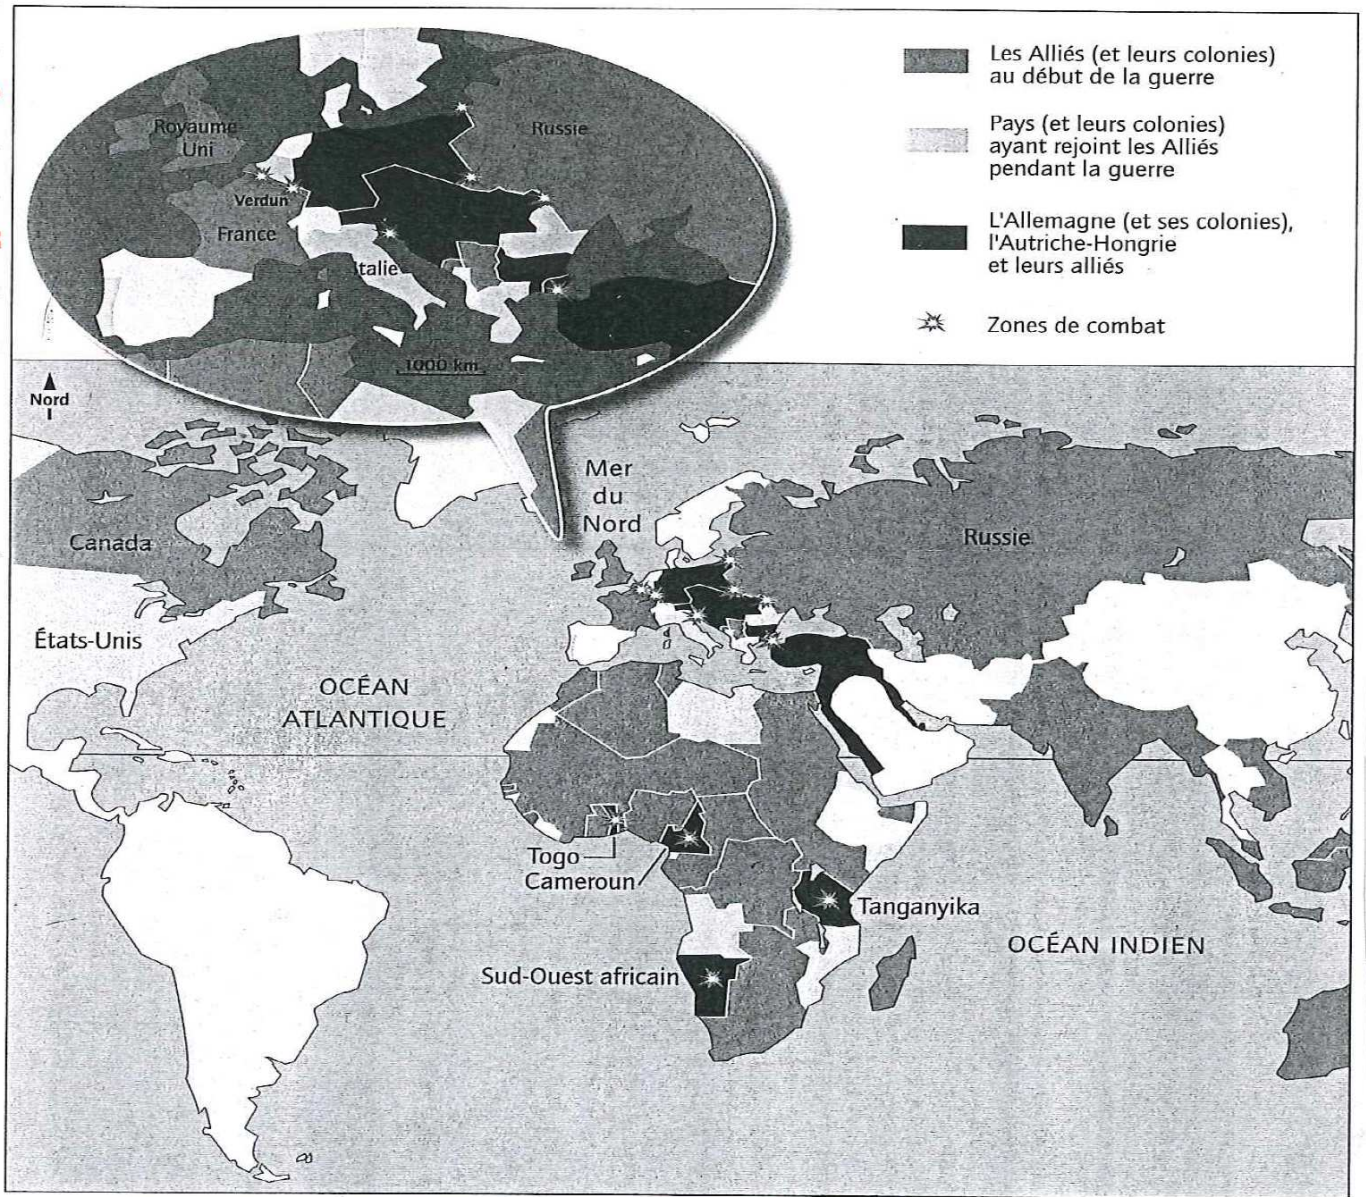 Les Alliés (et leurs colonies)
au début de la guerre
Pays (et leurs colonies)
ayant rejoint les Alliés
pendant la guerre
L'Allemagne (et ses colonies),
l'Autriche-Hongrie
et leurs alliés
Zones de combat
Royaume
Uni
Russie
Verdun
France
Italie
1000 km
Nord
Mer
du
Nord
Canada
Russie
États-Unis
OCÉAN
ATLANTIQUE
Togo
Cameroun
Tanganyika
OCÉAN INDIEN
Sud-Ouest africain